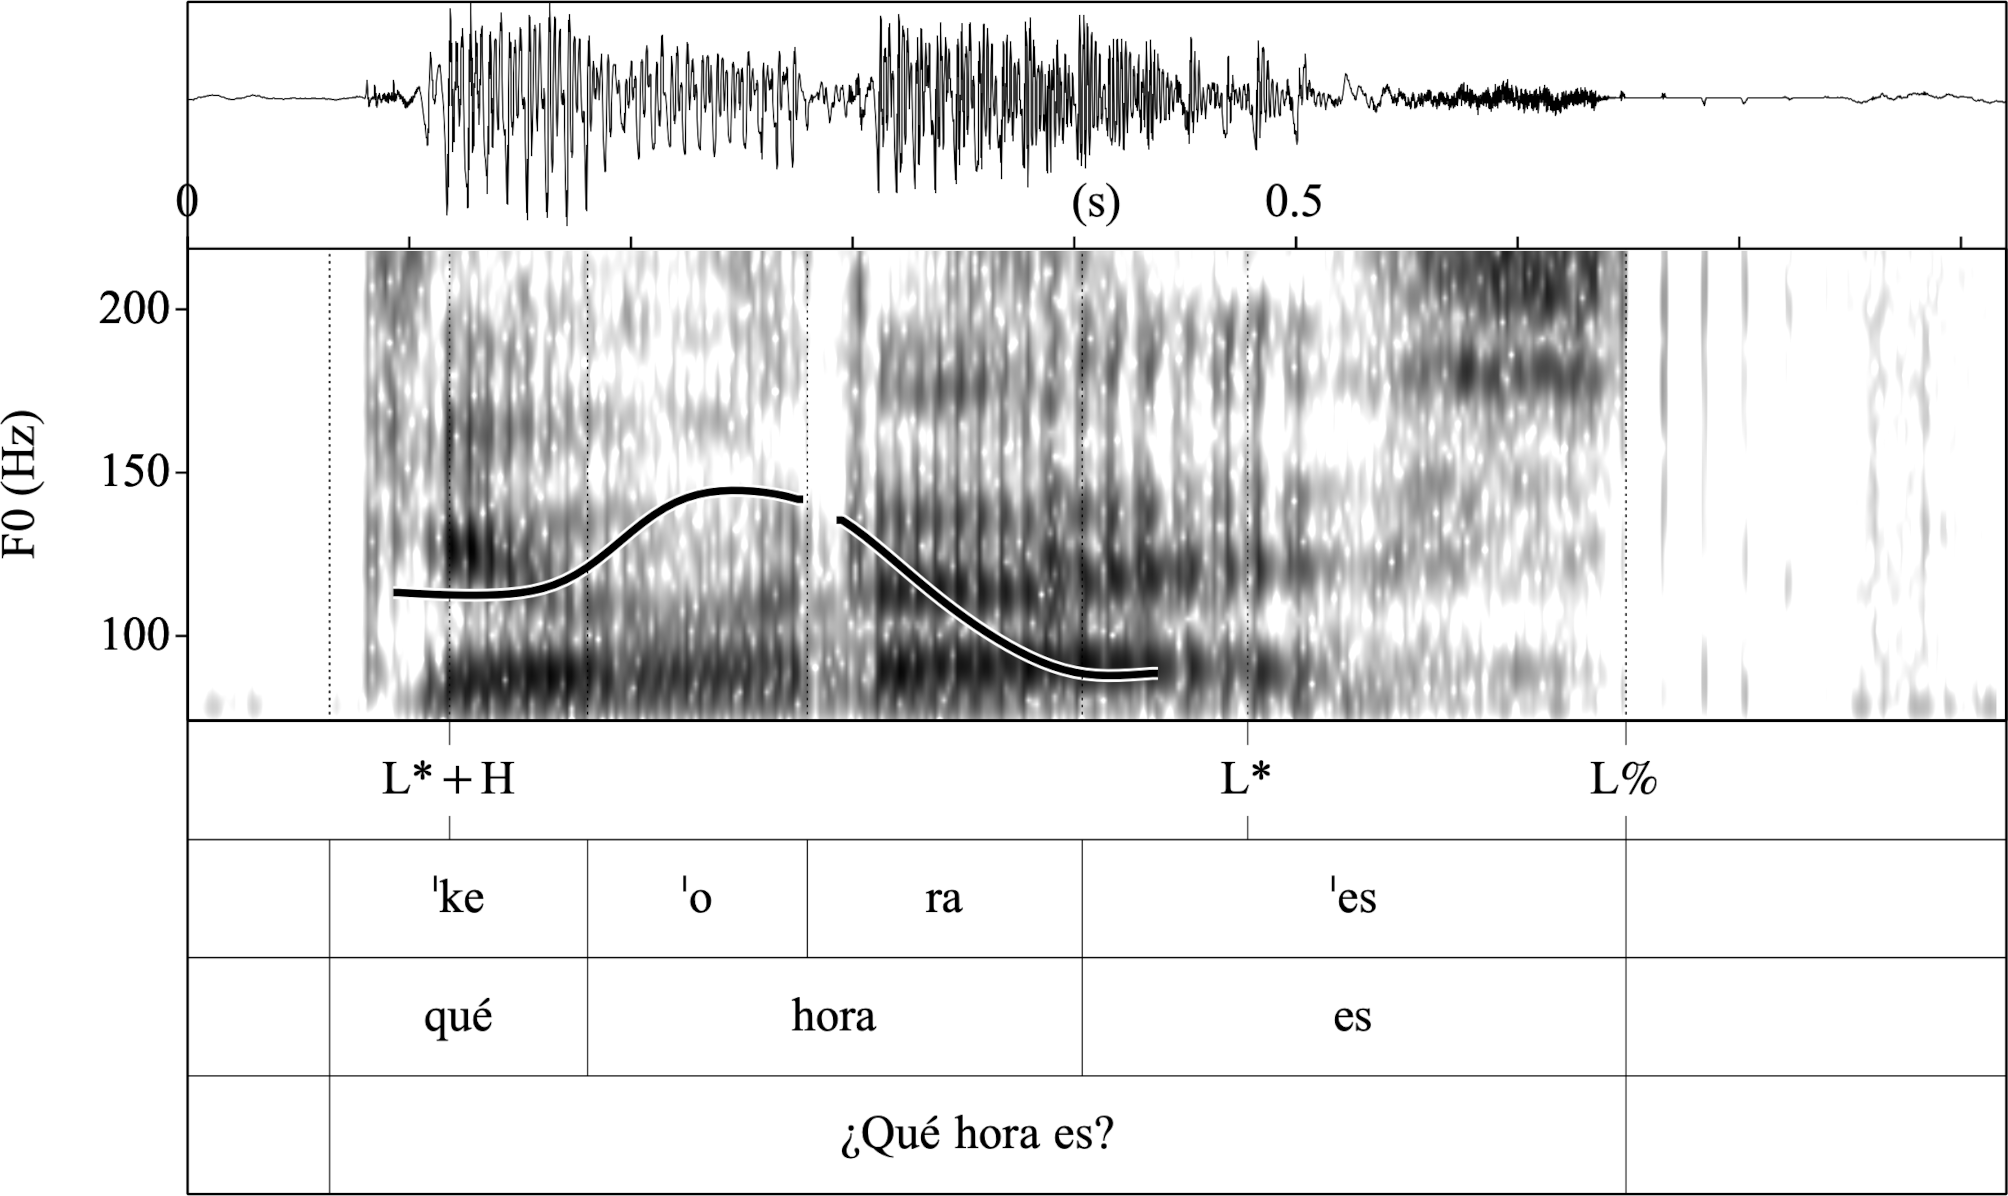 0 (s) 0.5
200
150
100
F0 (Hz)
L*+H L* L%
ˈke ˈo ra ˈes
qué hora es
¿Qué hora es?